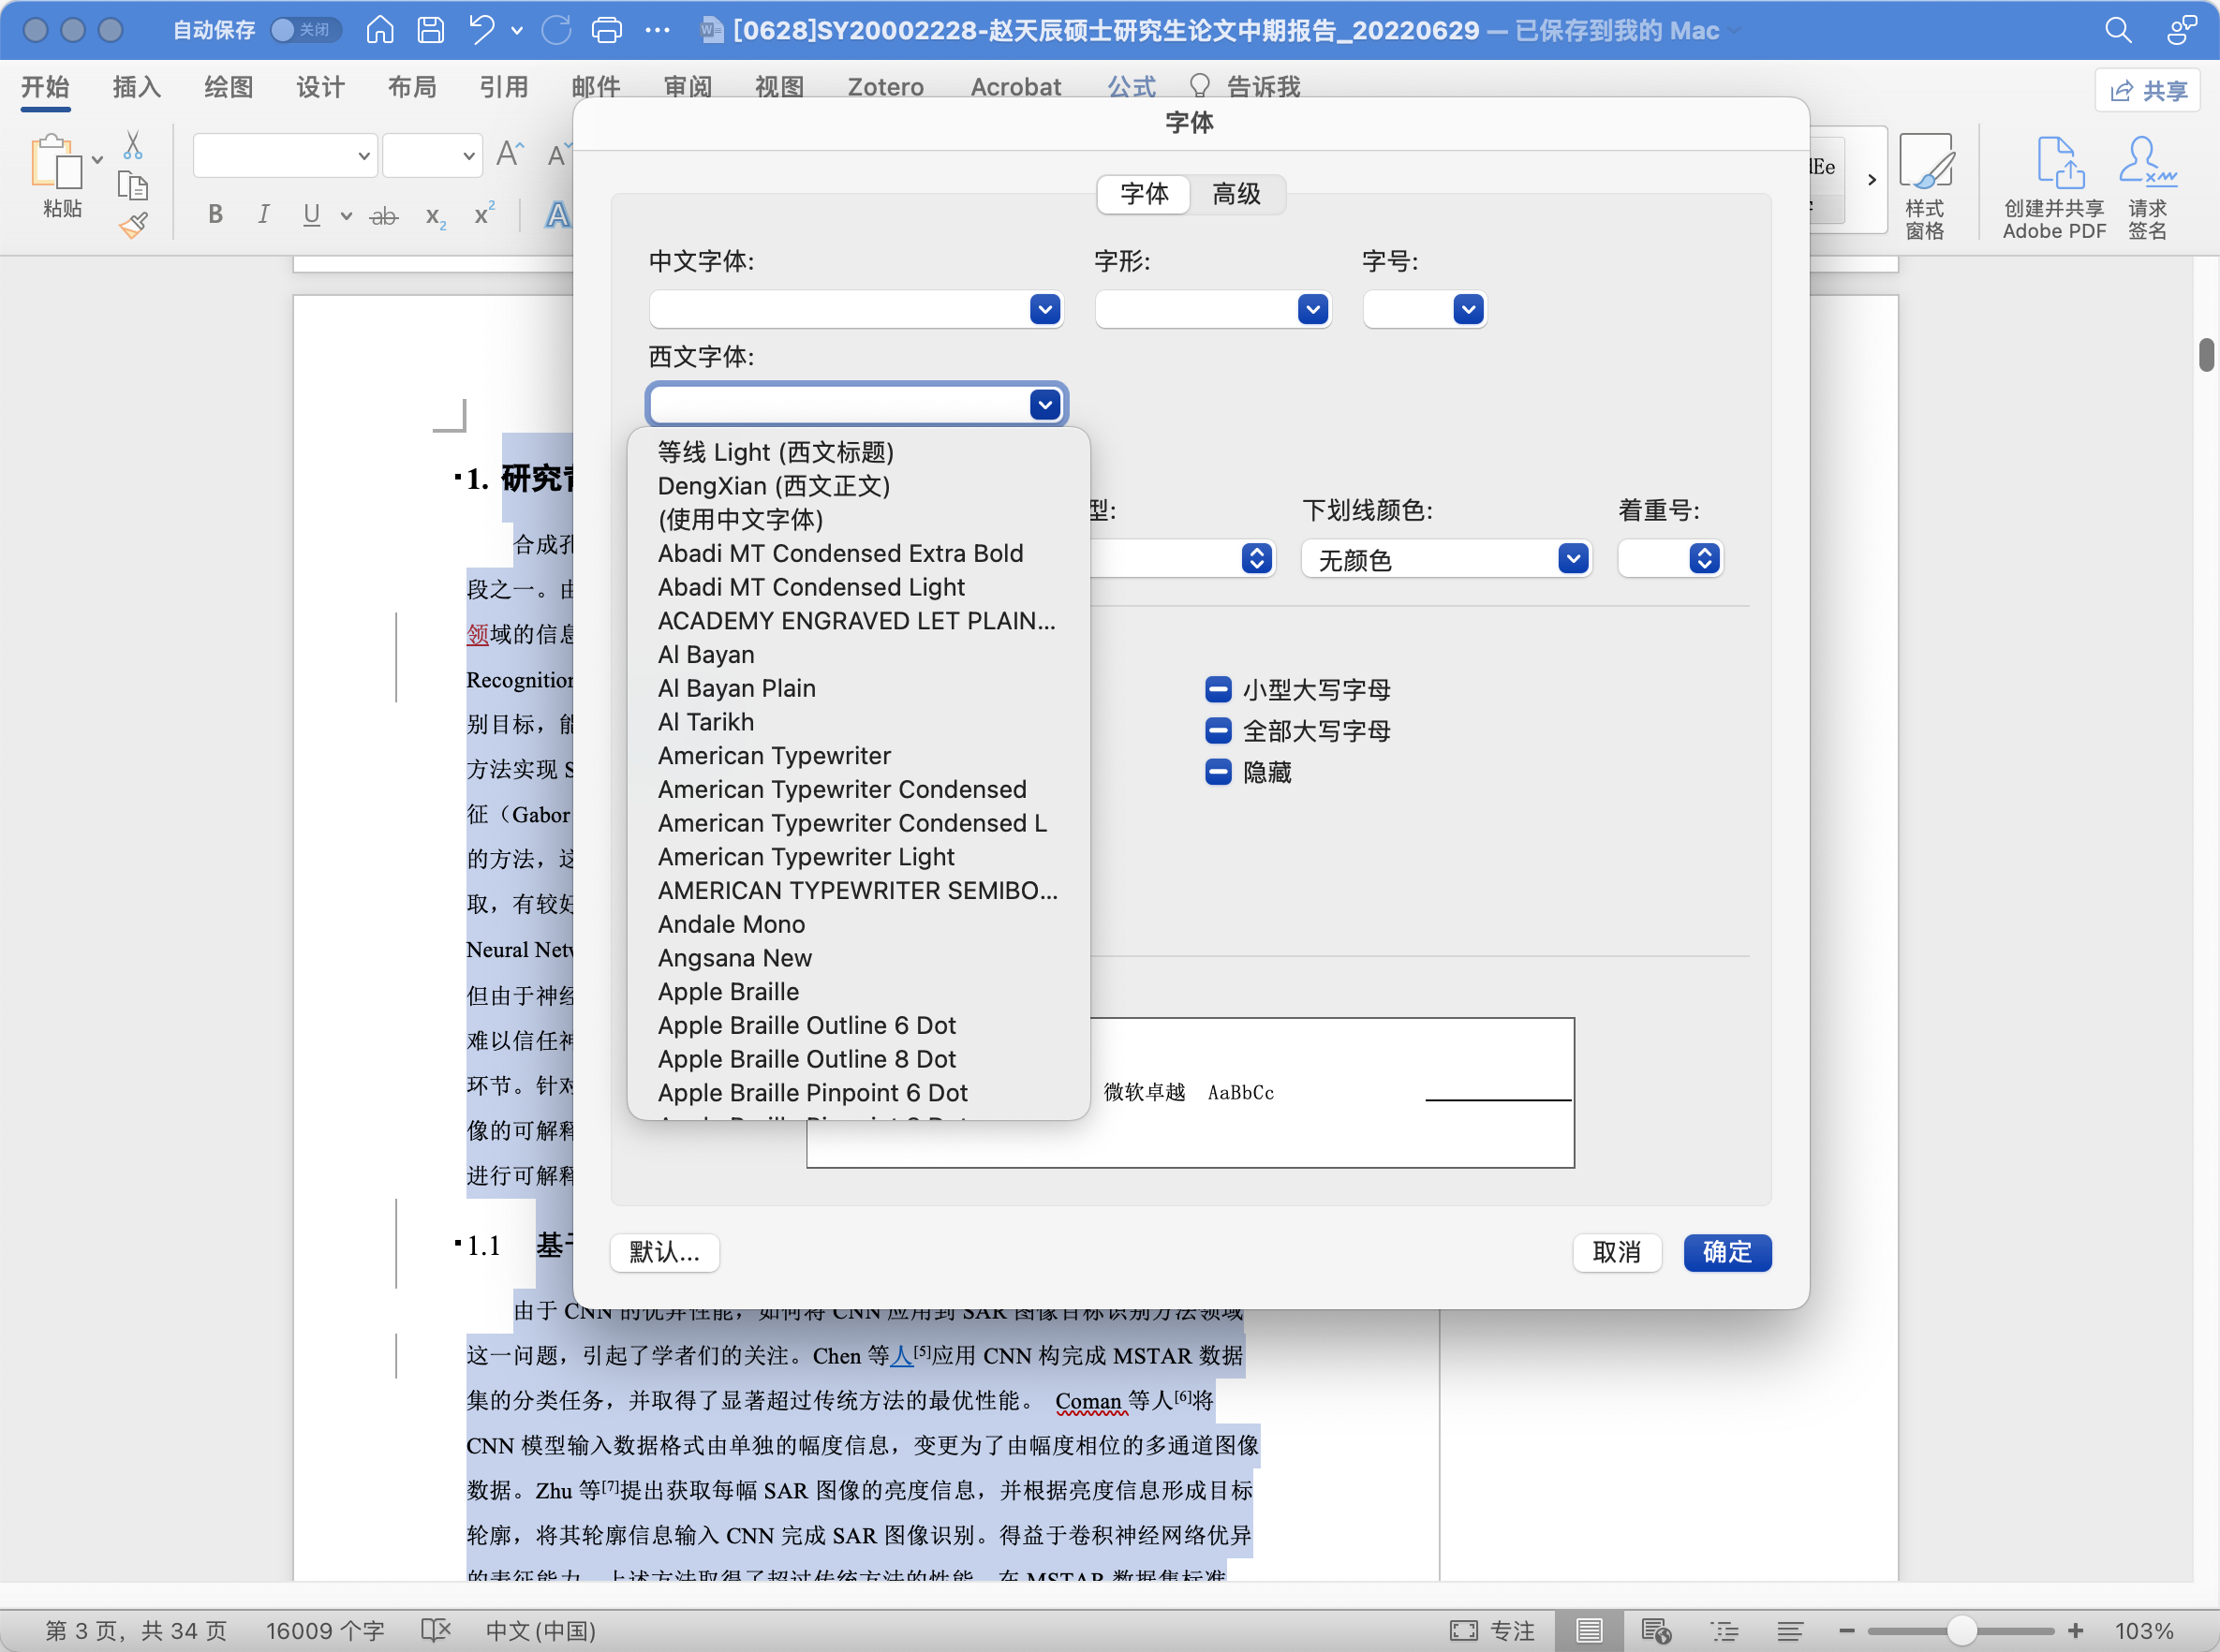 自动保存 关闭 [0628]SY20002228-赵天辰硕士研究生论文中期报告_20220629 — 已保存到我的 Mac
开始 插入 绘图 设计 布局 引用 邮件 审阅 视图 Zotero Acrobat 公式 告诉我 共享
粘贴
B I U ab x₂ x² A
样式
窗格
创建并共享
Adobe PDF
请求
签名
字体
字体 高级
中文字体: 字形: 字号:
西文字体:
等线 Light (西文标题)
DengXian (西文正文)
(使用中文字体)
Abadi MT Condensed Extra Bold
Abadi MT Condensed Light
ACADEMY ENGRAVED LET PLAIN...
Al Bayan
Al Bayan Plain
Al Tarikh
American Typewriter
American Typewriter Condensed
American Typewriter Condensed L
American Typewriter Light
AMERICAN TYPEWRITER SEMIBO...
Andale Mono
Angsana New
Apple Braille
Apple Braille Outline 6 Dot
Apple Braille Outline 8 Dot
Apple Braille Pinpoint 6 Dot
型: 下划线颜色: 着重号:
无颜色
小型大写字母
全部大写字母
隐藏
微软卓越 AaBbCc
默认... 取消 确定
1. 研究
合成
段之一。由
领域的信息
Recognition
别目标，能
方法实现 S
征（Gabor
的方法，这
取，有较好
Neural Netw
但由于神经
难以信任神
环节。针对
像的可解释
进行可解释
1.1 基于
由于 CNN 的优异性能，如何将 CNN 应用到 SAR 图像目标识别方法领域
这一问题，引起了学者们的关注。Chen 等人[5]应用 CNN 构完成 MSTAR 数据
集的分类任务，并取得了显著超过传统方法的最优性能。 Coman 等人[6]将
CNN 模型输入数据格式由单独的幅度信息，变更为了由幅度相位的多通道图像
数据。Zhu 等[7]提出获取每幅 SAR 图像的亮度信息，并根据亮度信息形成目标
轮廓，将其轮廓信息输入 CNN 完成 SAR 图像识别。得益于卷积神经网络优异
的表征能力，上述方法取得了超过传统方法的性能，在 MSTAR 数据集标准
第 3 页，共 34 页 16009 个字 中文 (中国) 专注 103%